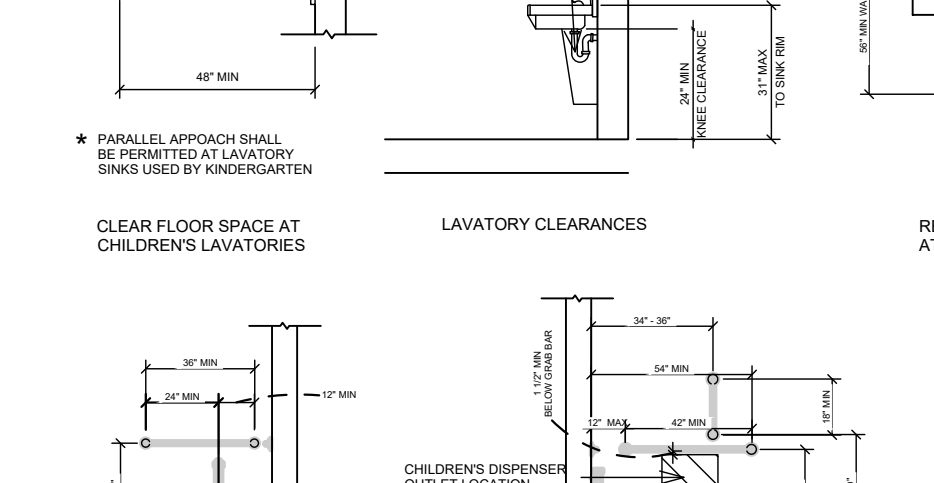 48" MIN
* PARALLEL APPOACH SHALL
BE PERMITTED AT LAVATORY
SINKS USED BY KINDERGARTEN
24" MIN
KNEE CLEARANCE
31" MAX
TO SINK RIM
56" MIN
CLEAR FLOOR SPACE AT
CHILDREN'S LAVATORIES
LAVATORY CLEARANCES
36" MIN
24" MIN
12" MIN
1 1/2" MIN
BELOW GRAB BAR
34" - 36"
54" MIN
18" MIN
12" MAX
42" MIN
CHILDREN'S DISPENSER
OUTLET LOCATION